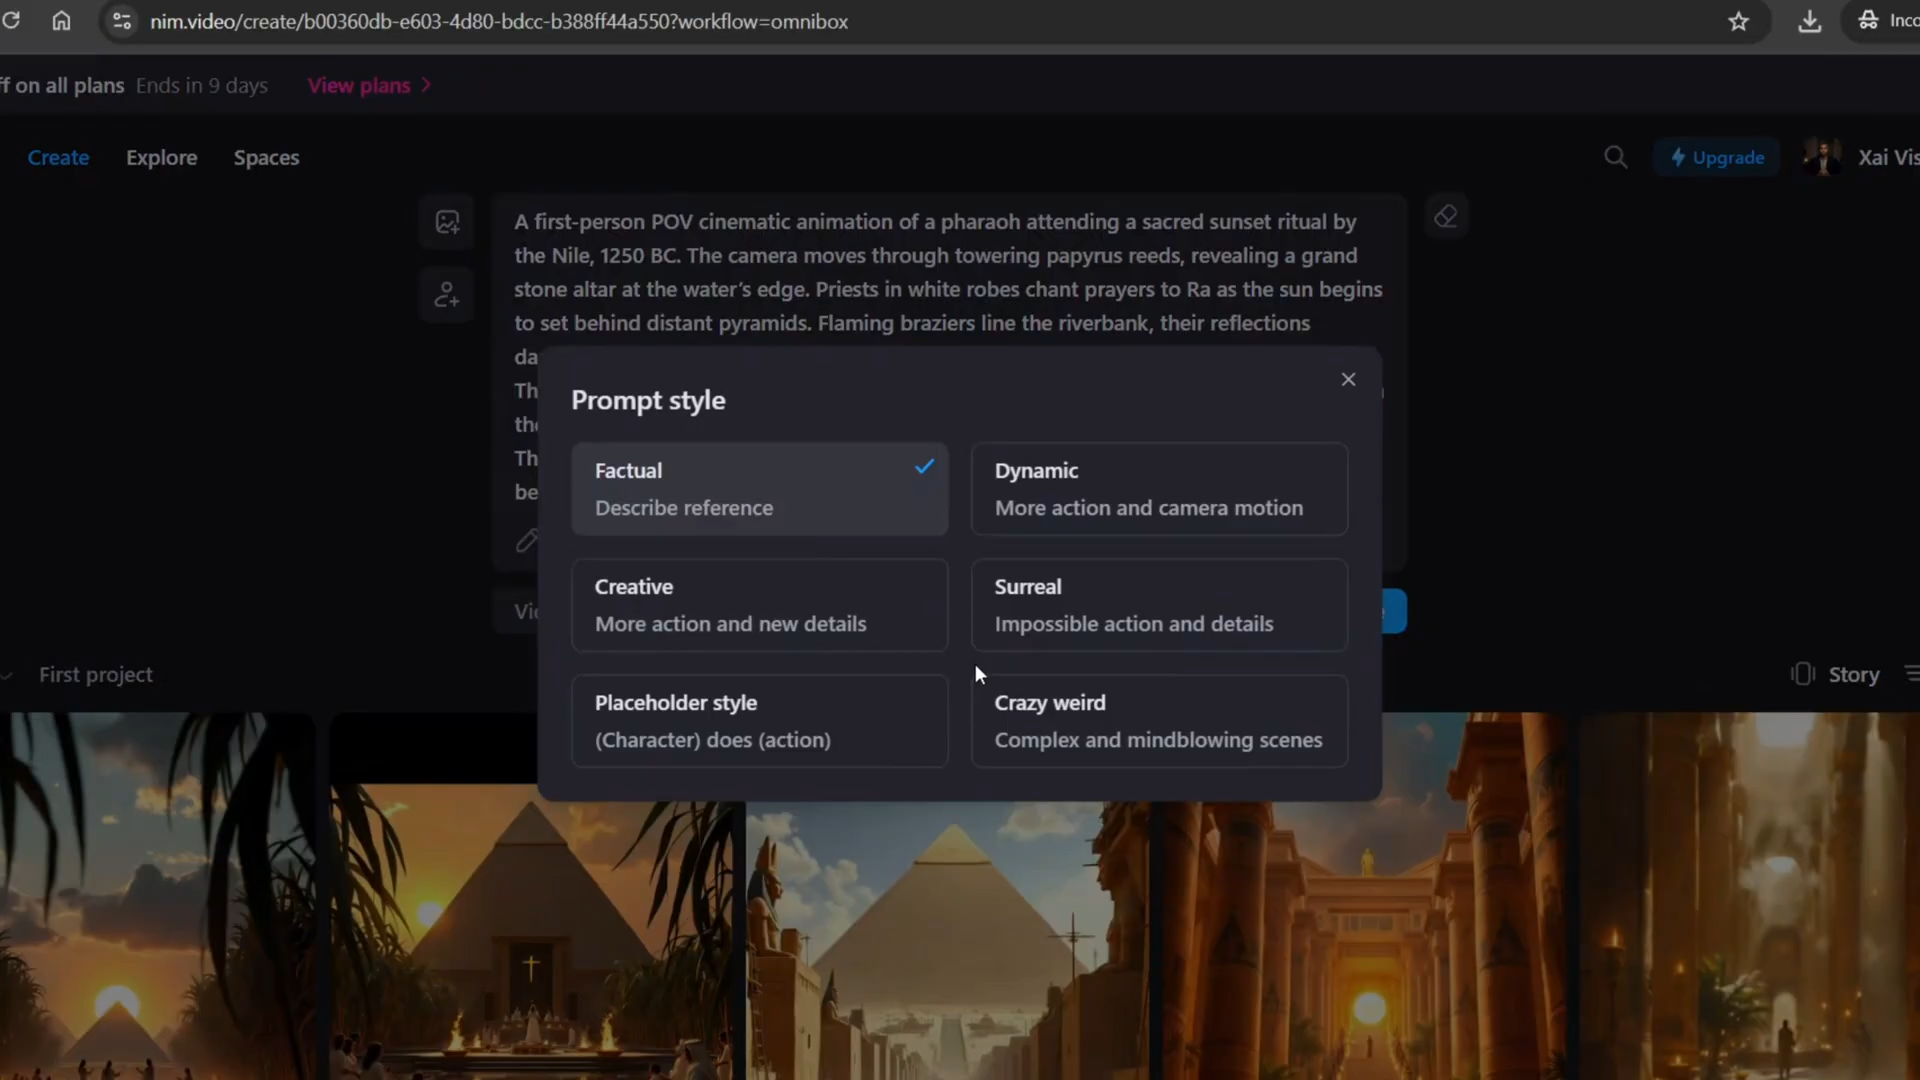 nim.video/create/b00360db-e603-4d80-bdcc-b388ff44a550?workflow=omnibox
on all plans Ends in 9 days View plans
Create Explore Spaces
Upgrade
Xai
A first-person POV cinematic animation of a pharaoh attending a sacred sunset ritual by
the Nile, 1250 BC. The camera moves through towering papyrus reeds, revealing a grand
stone altar at the water's edge. Priests in white robes chant prayers to Ra as the sun begins
to set behind distant pyramids. Flaming braziers line the riverbank, their reflections
Prompt style
Factual
Describe reference
Dynamic
More action and camera motion
Creative
More action and new details
Surreal
Impossible action and details
Placeholder style
(Character) does (action)
Crazy weird
Complex and mindblowing scenes
First project
Story